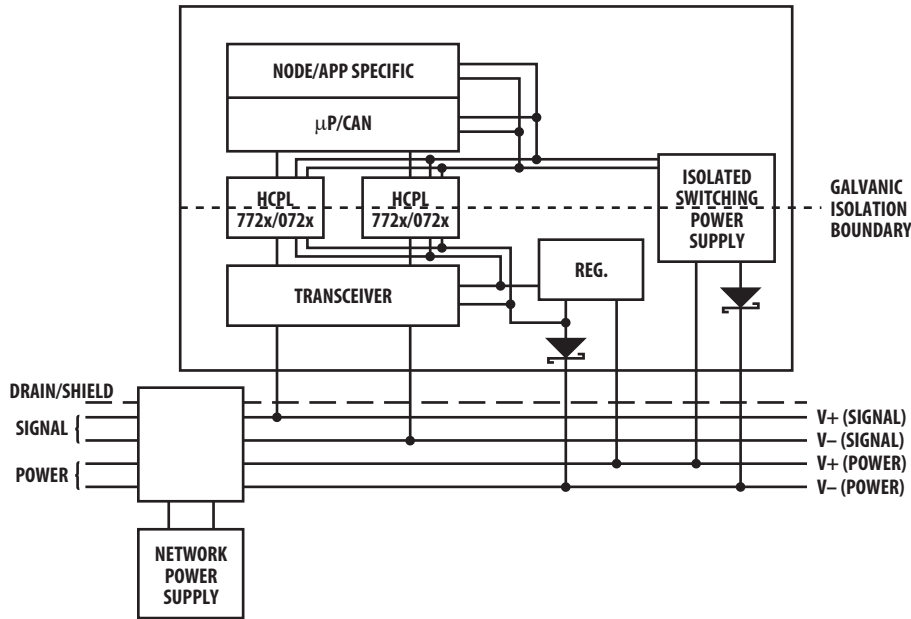 NODE/APP SPECIFIC
μP/CAN
HCPL
772x/072x
HCPL
772x/072x
ISOLATED
SWITCHING
POWER
SUPPLY
GALVANIC
ISOLATION
BOUNDARY
REG.
TRANSCEIVER
DRAIN/SHIELD
SIGNAL
POWER
V+ (SIGNAL)
V– (SIGNAL)
V+ (POWER)
V– (POWER)
NETWORK
POWER
SUPPLY